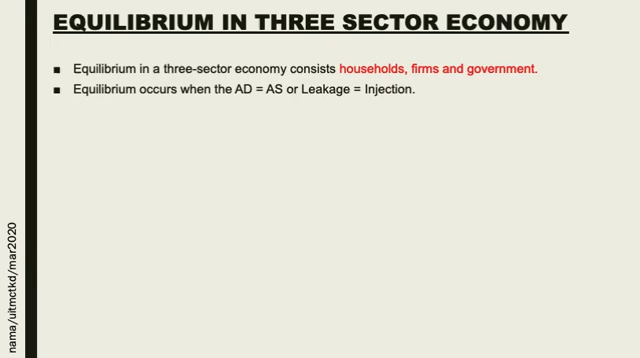 EQUILIBRIUM IN THREE SECTOR ECONOMY
▪ Equilibrium in a three-sector economy consists households, firms and government.
▪ Equilibrium occurs when the AD = AS or Leakage = Injection.
nama/uitmctkd/mar2020